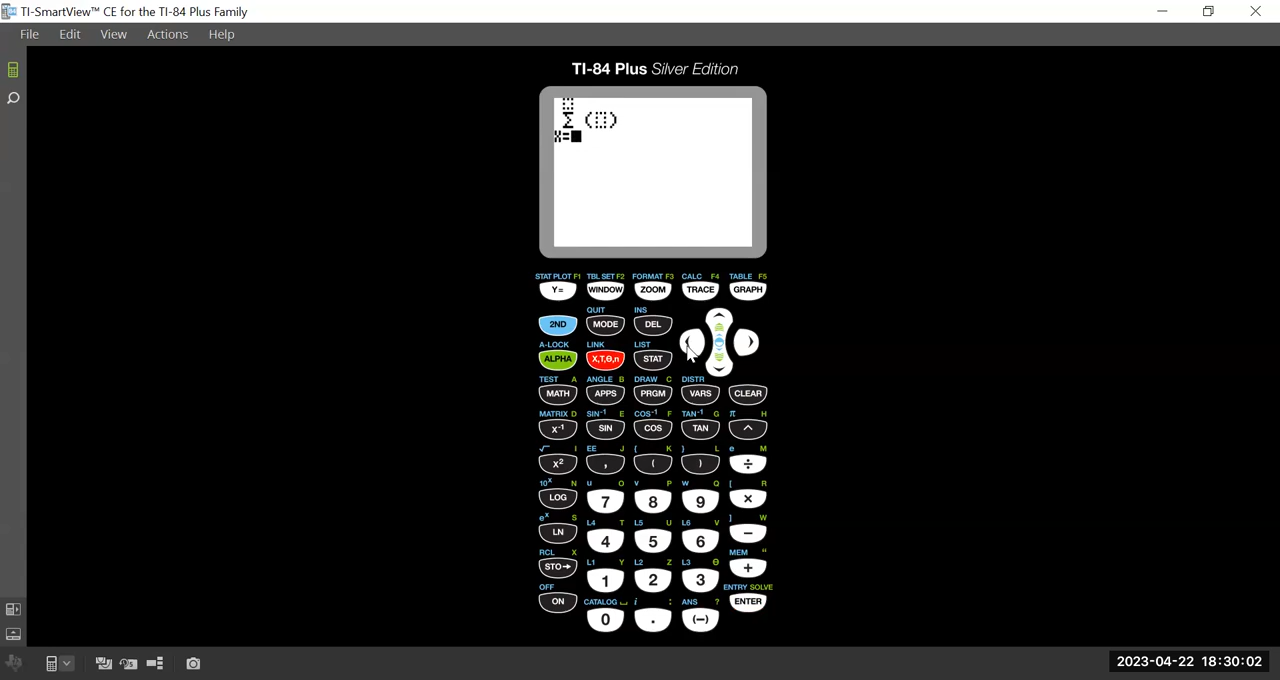 TI-SmartView™ CE for the TI-84 Plus Family
File Edit View Actions Help
TI-84 Plus Silver Edition
Σ ( )
X=
STAT PLOT F1 TBL SET F2 FORMAT F3 CALC F4 TABLE F5
Y= WINDOW ZOOM TRACE GRAPH
QUIT INS
2ND MODE DEL
A-LOCK LINK LIST
ALPHA X,T,θ,n STAT
TEST A ANGLE B DRAW C DISTR
MATH APPS PRGM VARS CLEAR
MATRIX D SIN⁻¹ E COS⁻¹ F TAN⁻¹ G π H
x⁻¹ SIN COS TAN ^
√‾ I EE J { K } L e M
x² , ( ) ÷
10ˣ N u O v P w Q [ R
LOG 7 8 9 ×
eˣ S L4 T L5 U L6 V ] W
LN 4 5 6 −
RCL X L1 Y L2 Z L3 θ MEM “
STO→ 1 2 3 +
OFF CATALOG ⎵ i : ANS ? ENTRY SOLVE
ON 0 . (−) ENTER
2023-04-22 18:30:02